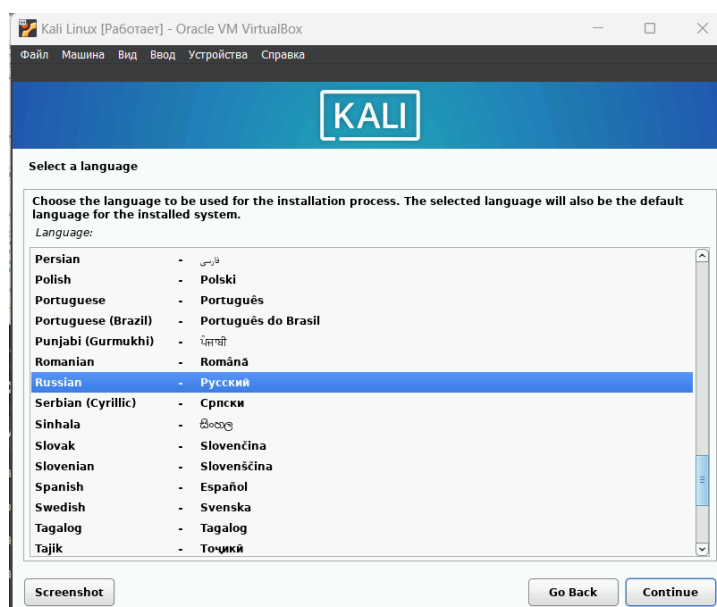 Kali Linux [Работает] - Oracle VM VirtualBox
Файл Машина Вид Ввод Устройства Справка
KALI
Select a language
Choose the language to be used for the installation process. The selected language will also be the default
language for the installed system.
Language:
Persian - فارسی
Polish - Polski
Portuguese - Português
Portuguese (Brazil) - Português do Brasil
Punjabi (Gurmukhi) - ਪੰਜਾਬੀ
Romanian - Română
Russian - Русский
Serbian (Cyrillic) - Српски
Sinhala - සිංහල
Slovak - Slovenčina
Slovenian - Slovenščina
Spanish - Español
Swedish - Svenska
Tagalog - Tagalog
Tajik - Тоҷикӣ
Screenshot Go Back Continue